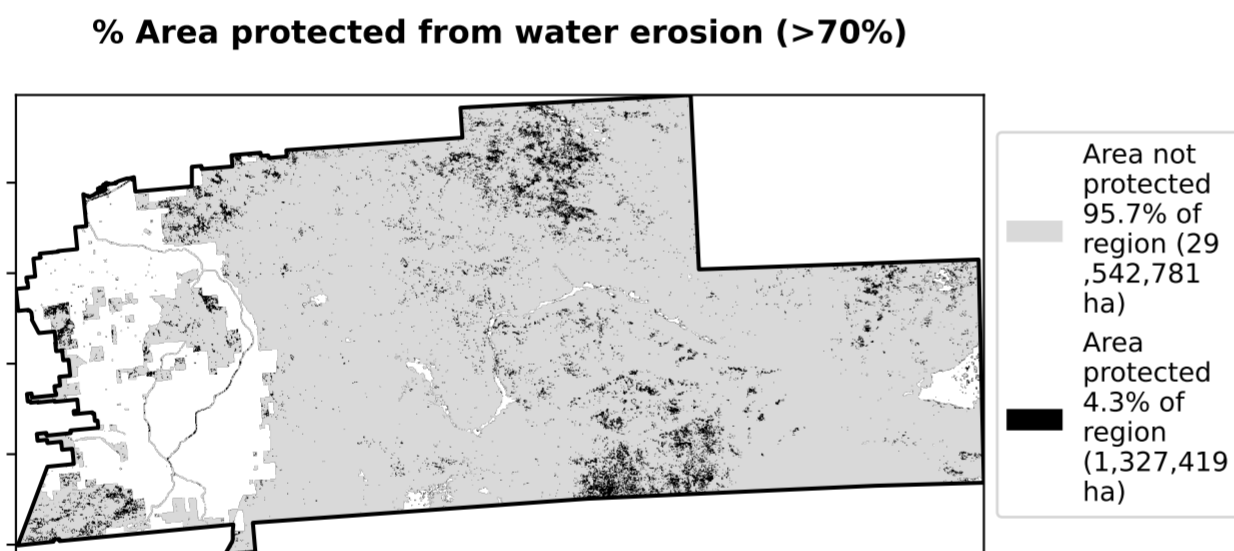 % Area protected from water erosion (>70%)
Area not
protected
95.7% of
region (29
,542,781
ha)
Area
protected
4.3% of
region
(1,327,419
ha)